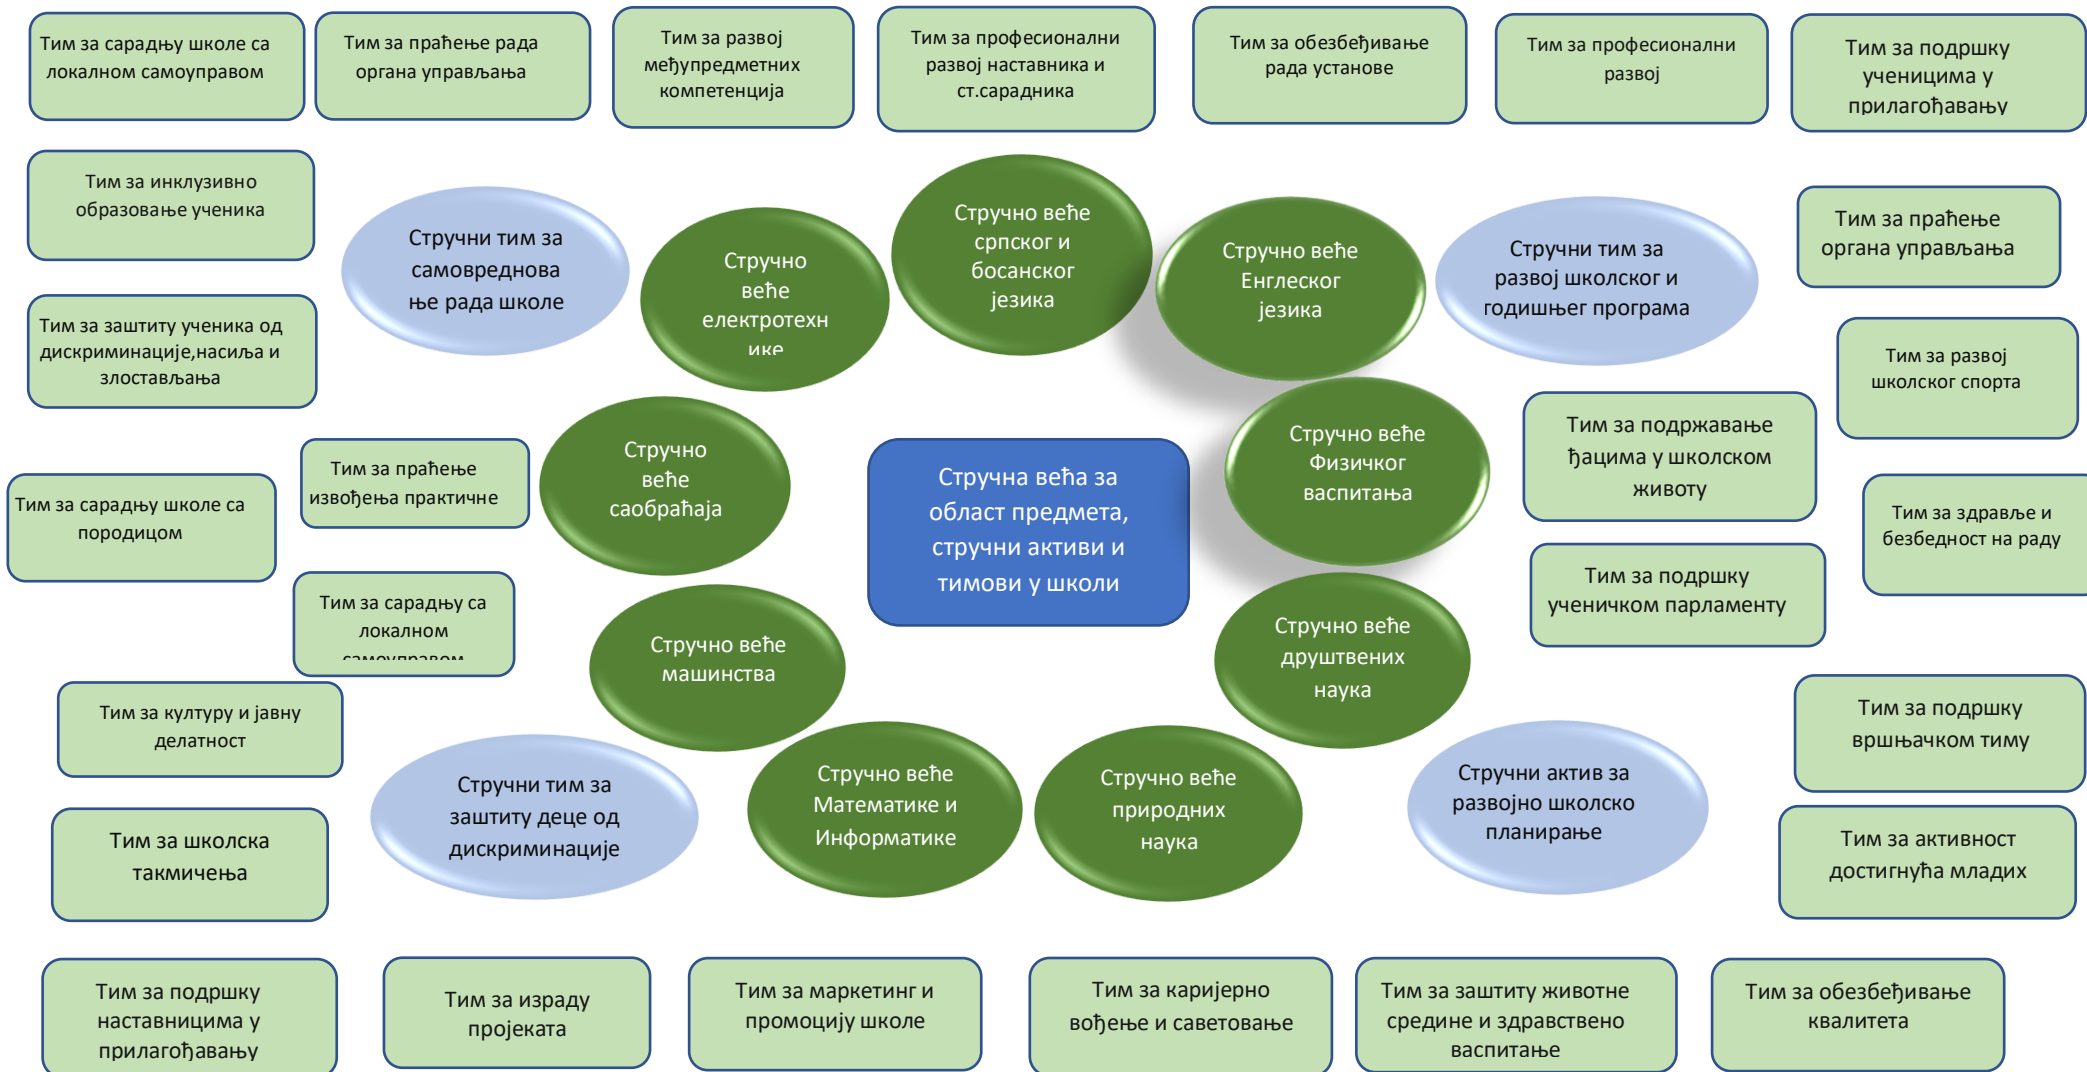 Тим за сарадњу школе са
локалном самоуправом
Тим за праћење рада
органа управљања
Тим за развој
међупредметних
компетенција
Тим за професионални
развој наставника и
ст.сарадника
Тим за обезбеђивање
рада установе
Тим за професионални
развој
Тим за подршку
ученицима у
прилагођавању
Тим за инклузивно
образовање ученика
Стручни тим за
самовреднова
ње рада школе
Стручно
веће
електротехн
ике
Стручно веће
српског и
босанског
језика
Стручно веће
Енглеског
језика
Стручни тим за
развој школског и
годишњег програма
Тим за праћење
органа управљања
Тим за заштиту ученика од
дискриминације,насиља и
злостављања
Тим за развој
школског спорта
Тим за праћење
извођења практичне
Стручно
веће
саобраћаја
Стручна већа за
област предмета,
стручни активи и
тимови у школи
Стручно веће
Физичког
васпитања
Тим за подржавање
ђацима у школском
животу
Тим за сарадњу школе са
породицом
Тим за здравље и
безбедност на раду
Тим за сарадњу са
локалном
самоуправом
Стручно веће
машинства
Стручно веће
друштвених
наука
Тим за подршку
ученичком парламенту
Тим за културу и јавну
делатност
Тим за подршку
вршњачком тиму
Стручни тим за
заштиту деце од
дискриминације
Стручно веће
Математике и
Информатике
Стручно веће
природних
наука
Стручни актив за
развојно школско
планирање
Тим за школска
такмичења
Тим за активност
достигнућа младих
Тим за подршку
наставницима у
прилагођавању
Тим за израду
пројеката
Тим за маркетинг и
промоцију школе
Тим за каријерно
вођење и саветовање
Тим за заштиту животне
средине и здравствено
васпитање
Тим за обезбеђивање
квалитета